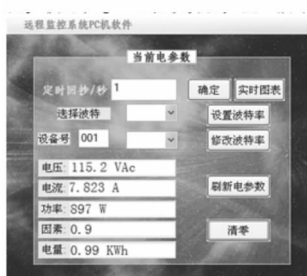 远程监控系统PC机软件
当前电参数
定时回抄/秒 1 确定 实时图表
选择波特 设置波特率
设备号 001 修改波特率
电压: 115.2 VAc
电流: 7.823 A 刷新电参数
功率: 897 W
因素: 0.9 清零
电量: 0.99 KWh